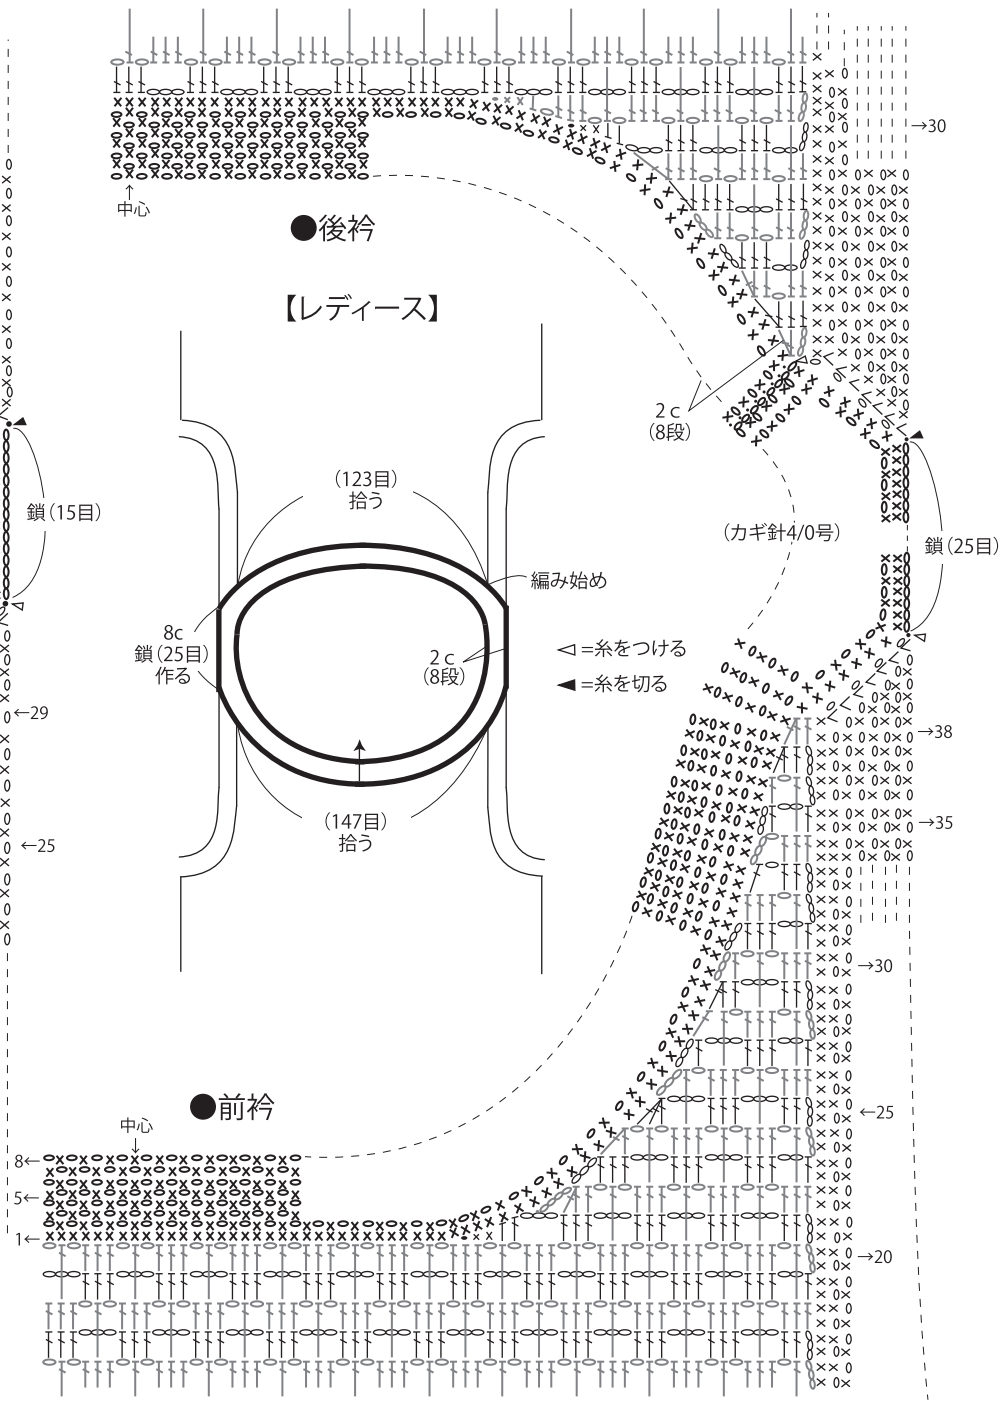 →30
中心
●後衿
【レディース】
2c
(8段)
(123目)
拾う
鎖(15目)
(カギ針4/0号)
鎖(25目)
編み始め
8c
鎖(25目)
作る
2c
(8段)
◁=糸をつける
◀=糸を切る
←29
→38
(147目)
拾う
→35
←25
→30
●前衿
中心
←25
8←
5←
1←
→20